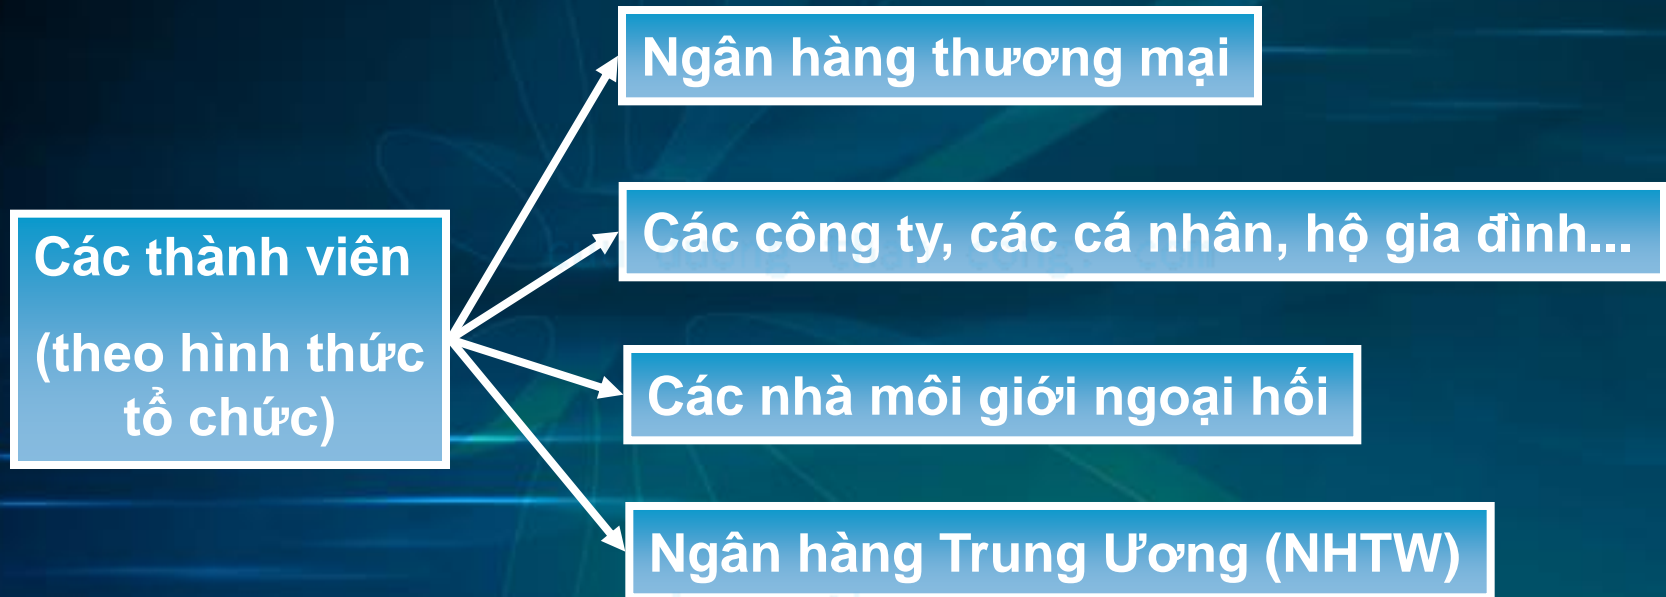 Ngân hàng thương mại
Các công ty, các cá nhân, hộ gia đình...
Các thành viên
(theo hình thức
tổ chức)
Các nhà môi giới ngoại hối
Ngân hàng Trung Ương (NHTW)